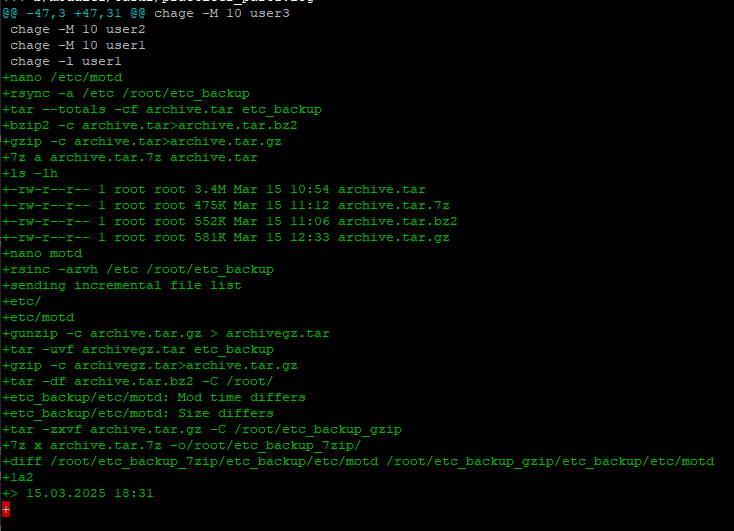 @@ -47,3 +47,31 @@ chage -M 10 user3
 chage -M 10 user2
 chage -M 10 user1
 chage -l user1
+nano /etc/motd
+rsync -a /etc /root/etc_backup
+tar --totals -cf archive.tar etc_backup
+bzip2 -c archive.tar>archive.tar.bz2
+gzip -c archive.tar>archive.tar.gz
+7z a archive.tar.7z archive.tar
+ls -lh
+-rw-r--r-- 1 root root 3.4M Mar 15 10:54 archive.tar
+-rw-r--r-- 1 root root 475K Mar 15 11:12 archive.tar.7z
+-rw-r--r-- 1 root root 552K Mar 15 11:06 archive.tar.bz2
+-rw-r--r-- 1 root root 581K Mar 15 12:33 archive.tar.gz
+nano motd
+rsinc -azvh /etc /root/etc_backup
+sending incremental file list
+etc/
+etc/motd
+gunzip -c archive.tar.gz > archivegz.tar
+tar -uvf archivegz.tar etc_backup
+gzip -c archivegz.tar>archive.tar.gz
+tar -df archive.tar.bz2 -C /root/
+etc_backup/etc/motd: Mod time differs
+etc_backup/etc/motd: Size differs
+tar -zxvf archive.tar.gz -C /root/etc_backup_gzip
+7z x archive.tar.7z -o/root/etc_backup_7zip/
+diff /root/etc_backup_7zip/etc_backup/etc/motd /root/etc_backup_gzip/etc_backup/etc/motd
+1a2
+> 15.03.2025 18:31
+